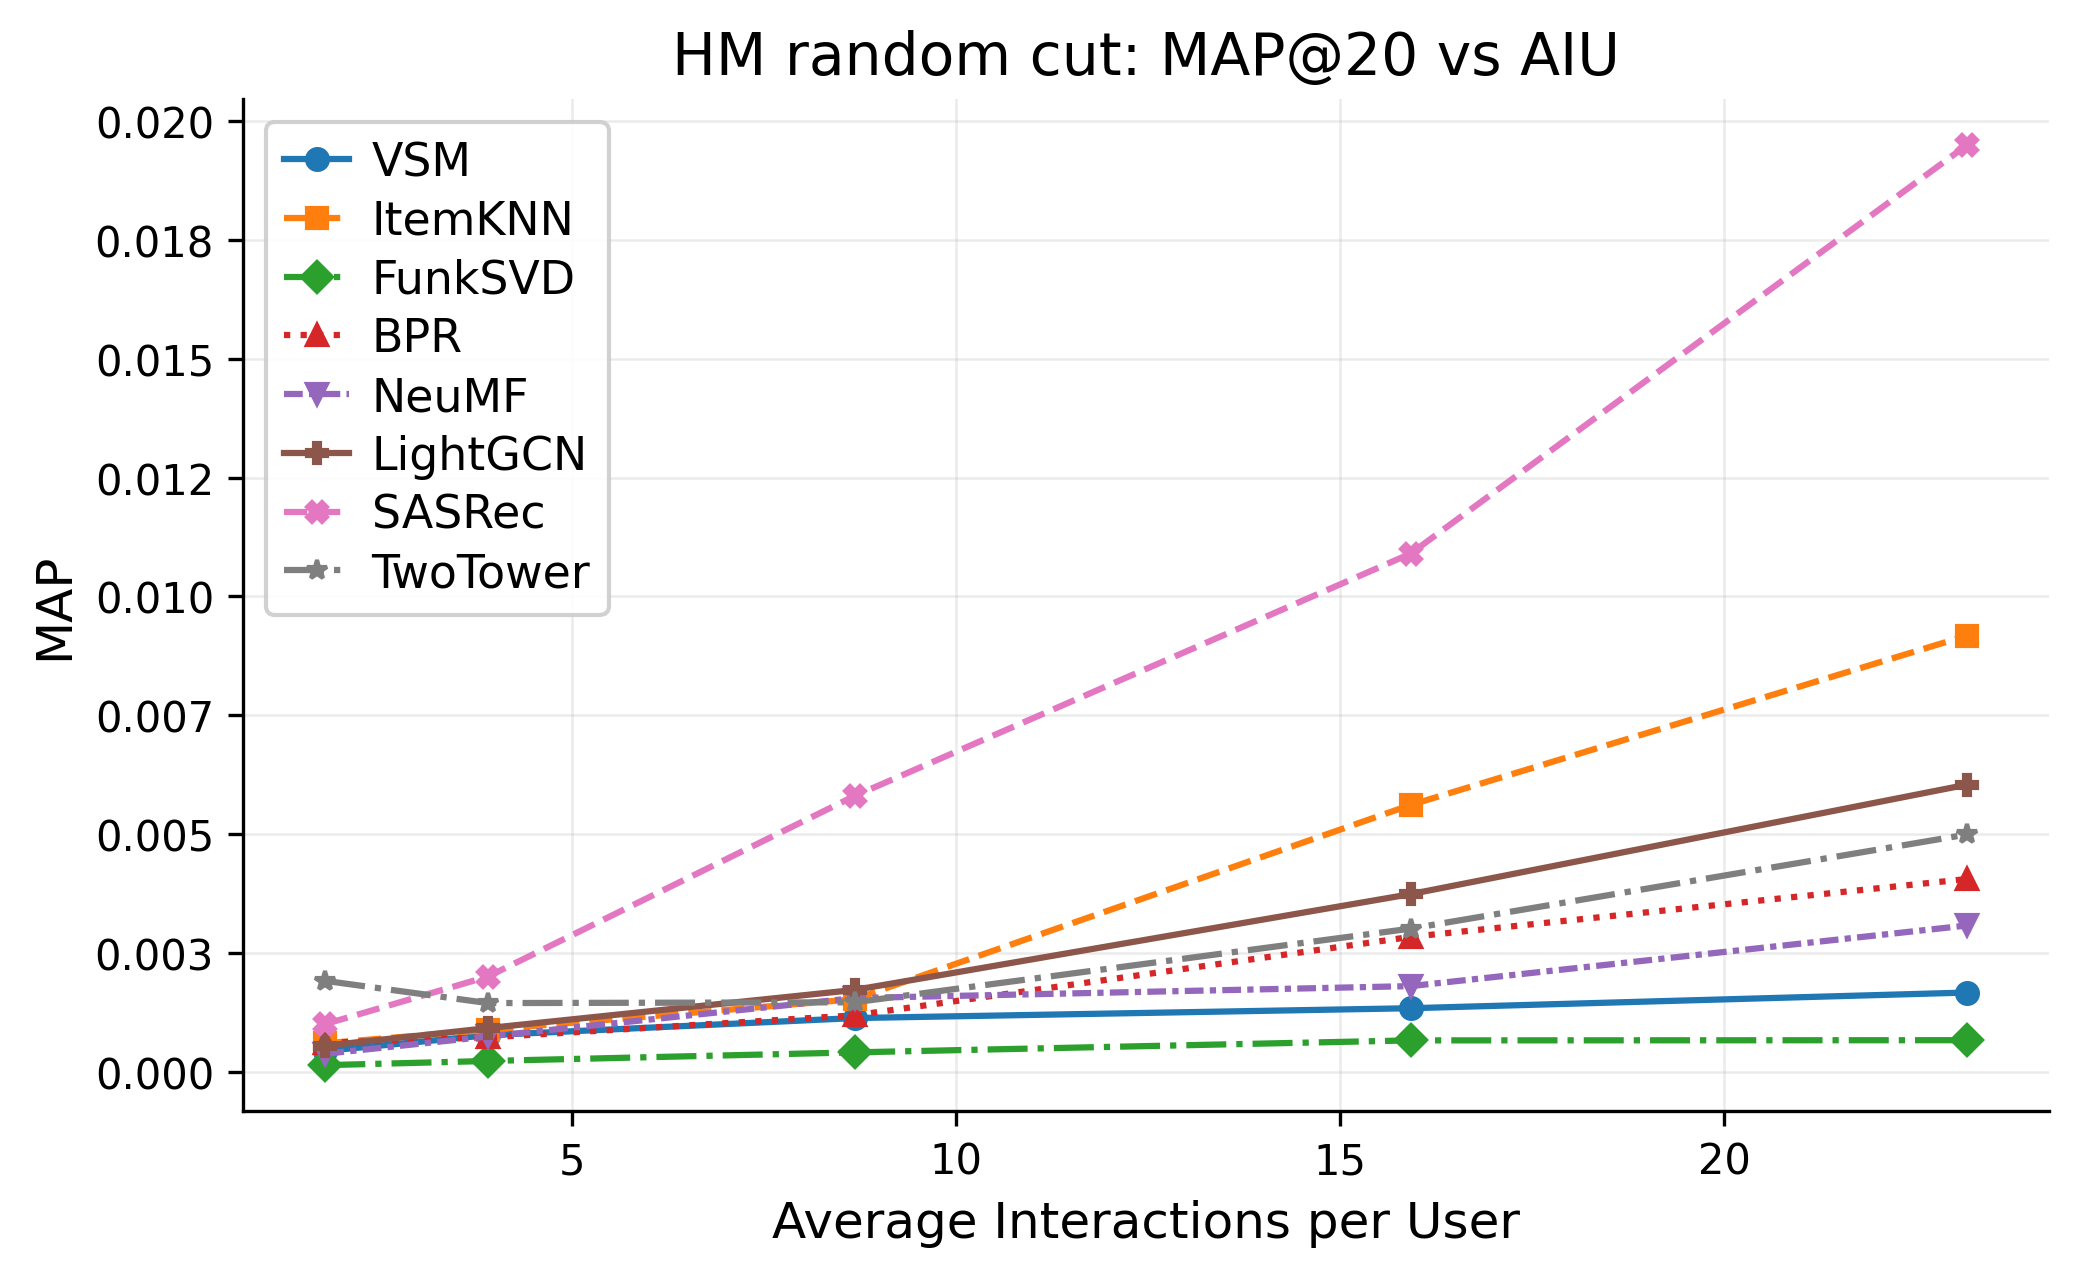 HM random cut: MAP@20 vs AIU
0.020
0.018
0.015
0.012
0.010
0.007
0.005
0.003
0.000
MAP
VSM
ItemKNN
FunkSVD
BPR
NeuMF
LightGCN
SASRec
TwoTower
5
10
15
20
Average Interactions per User